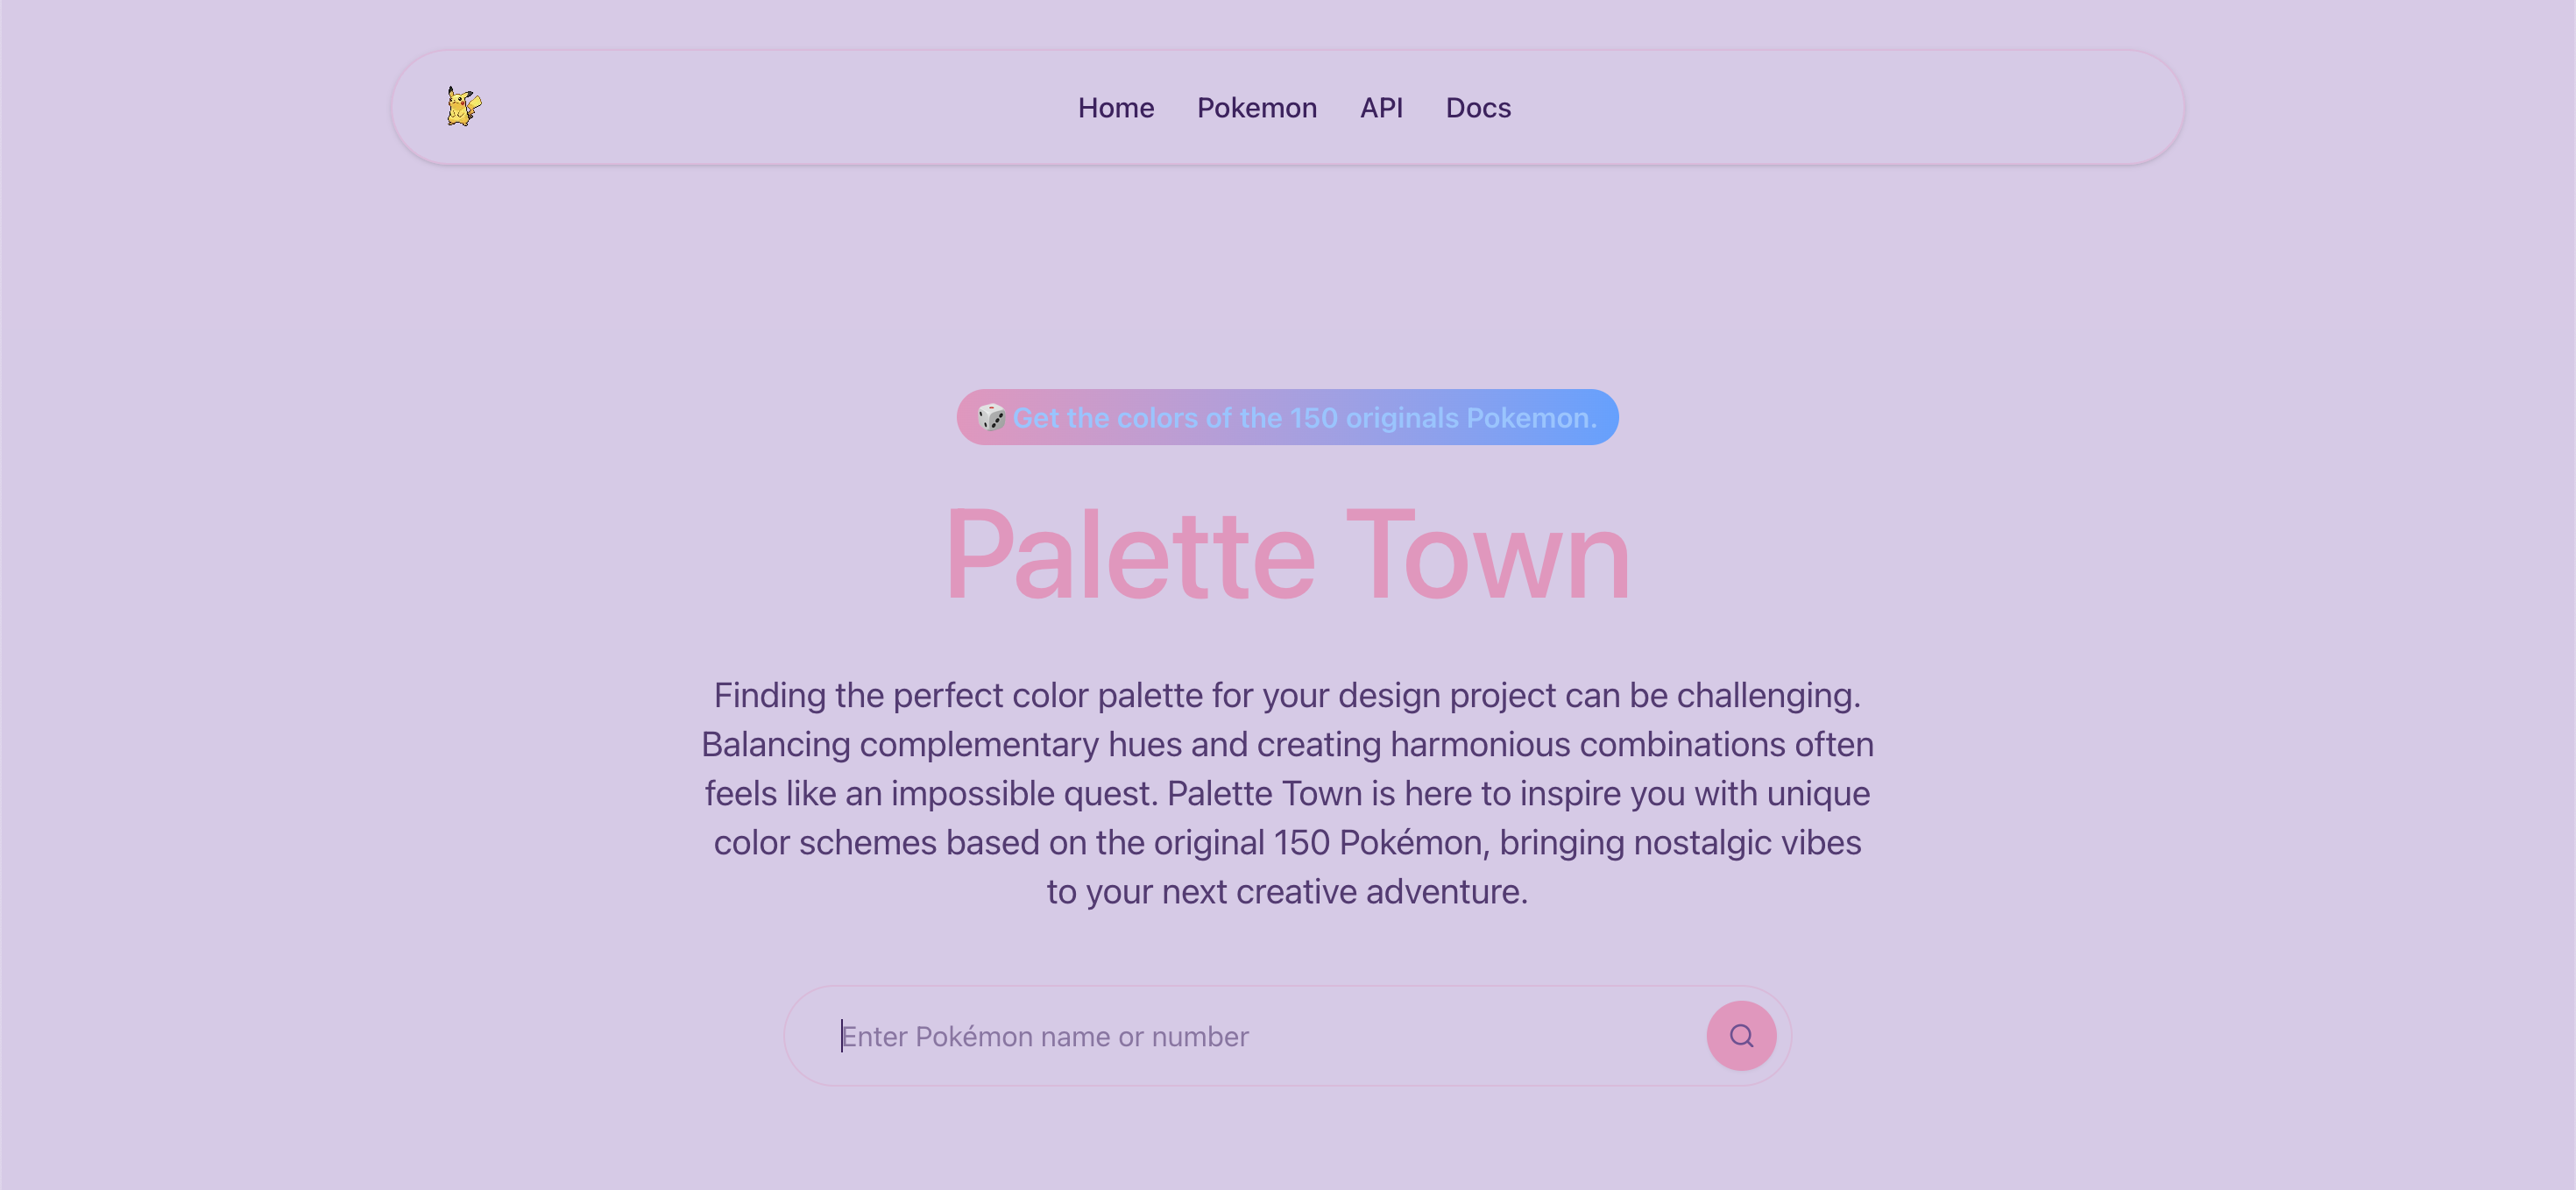 Home Pokemon API Docs
Get the colors of the 150 originals Pokemon.
Palette Town
Finding the perfect color palette for your design project can be challenging.
Balancing complementary hues and creating harmonious combinations often
feels like an impossible quest. Palette Town is here to inspire you with unique
color schemes based on the original 150 Pokémon, bringing nostalgic vibes
to your next creative adventure.
Enter Pokémon name or number